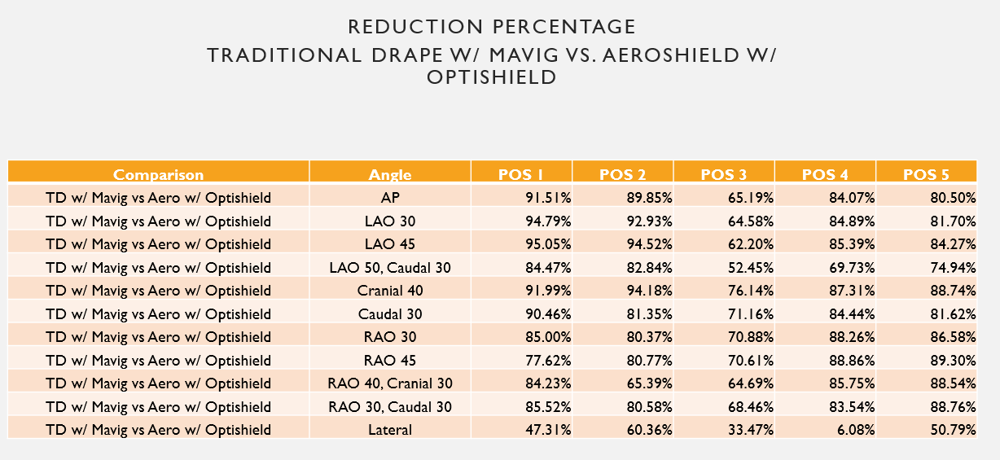 REDUCTION PERCENTAGE
TRADITIONAL DRAPE W/ MAVIG VS. AEROSHIELD W/
OPTISHIELD
Comparison Angle POS 1 POS 2 POS 3 POS 4 POS 5
TD w/ Mavig vs Aero w/ Optishield AP 91.51% 89.85% 65.19% 84.07% 80.50%
TD w/ Mavig vs Aero w/ Optishield LAO 30 94.79% 92.93% 64.58% 84.89% 81.70%
TD w/ Mavig vs Aero w/ Optishield LAO 45 95.05% 94.52% 62.20% 85.39% 84.27%
TD w/ Mavig vs Aero w/ Optishield LAO 50, Caudal 30 84.47% 82.84% 52.45% 69.73% 74.94%
TD w/ Mavig vs Aero w/ Optishield Cranial 40 91.99% 94.18% 76.14% 87.31% 88.74%
TD w/ Mavig vs Aero w/ Optishield Caudal 30 90.46% 81.35% 71.16% 84.44% 81.62%
TD w/ Mavig vs Aero w/ Optishield RAO 30 85.00% 80.37% 70.88% 88.26% 86.58%
TD w/ Mavig vs Aero w/ Optishield RAO 45 77.62% 80.77% 70.61% 88.86% 89.30%
TD w/ Mavig vs Aero w/ Optishield RAO 40, Cranial 30 84.23% 65.39% 64.69% 85.75% 88.54%
TD w/ Mavig vs Aero w/ Optishield RAO 30, Caudal 30 85.52% 80.58% 68.46% 83.54% 88.76%
TD w/ Mavig vs Aero w/ Optishield Lateral 47.31% 60.36% 33.47% 6.08% 50.79%